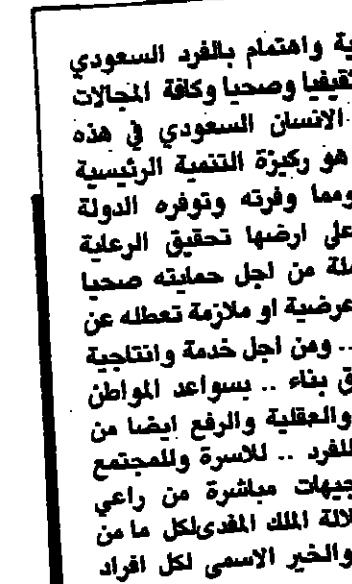 ية واهتمام بالفرد السعودي
قيفيا وصحيا وكافة المجالات
الانسان السعودي في هذه
هو ركيزة التنمية الرئيسية
ومما وفرته وتوفره الدولة
على ارضها تحقيق الرعاية
ملة من اجل حمايته صحيا
عرضية او ملازمة تعطله عن
.. ومن اجل خدمة وانتاجية
ق بناء .. بسواعد المواطن
والعقلية والرفع ايضا من
للفرد .. للاسرة وللمجتمع
جيهات مباشرة من راعي
لالة الملك المفدى لكل ما من
والخير الاسمى لكل افراد